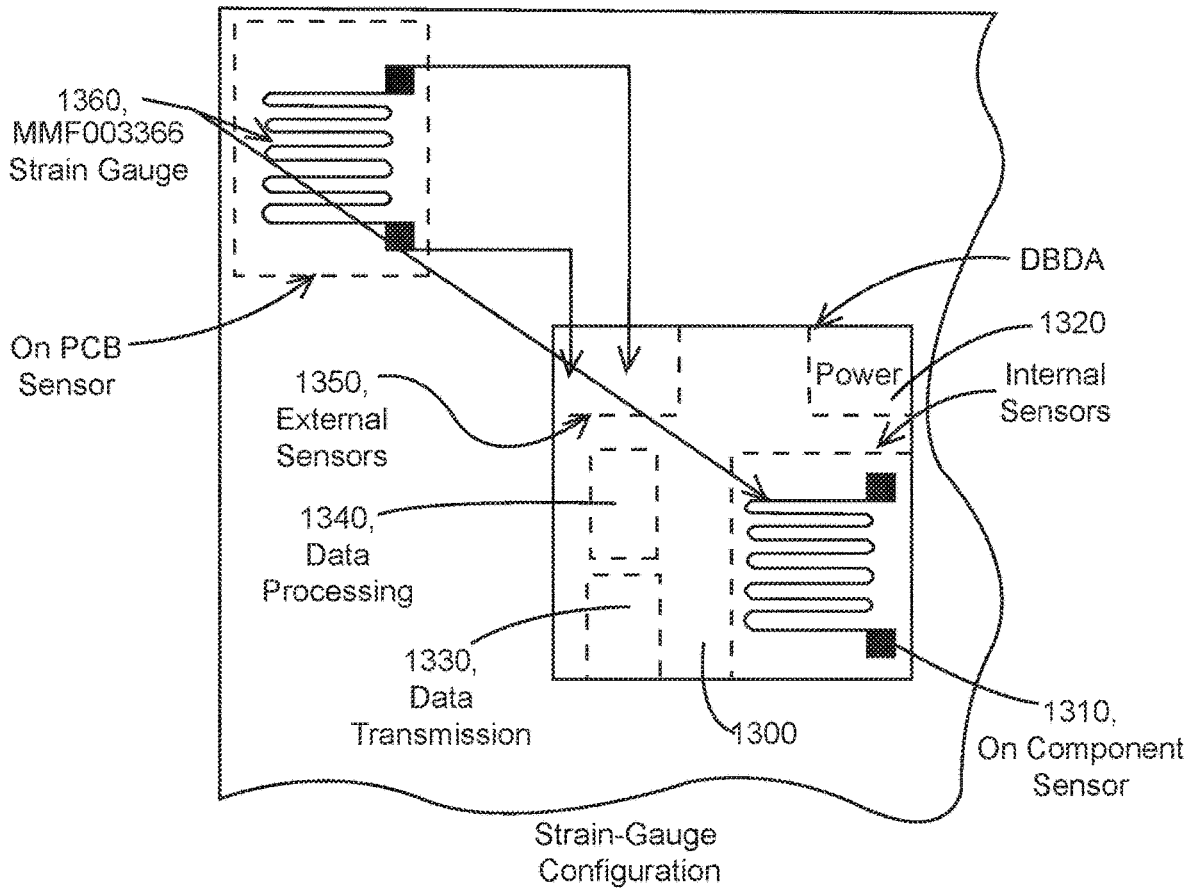 1360,
MMF003366
Strain Gauge
On PCB
Sensor
DBDA
1320
Power
Internal
Sensors
1350,
External
Sensors
1340,
Data
Processing
1330,
Data
Transmission
1300
1310,
On Component
Sensor
Strain-Gauge
Configuration